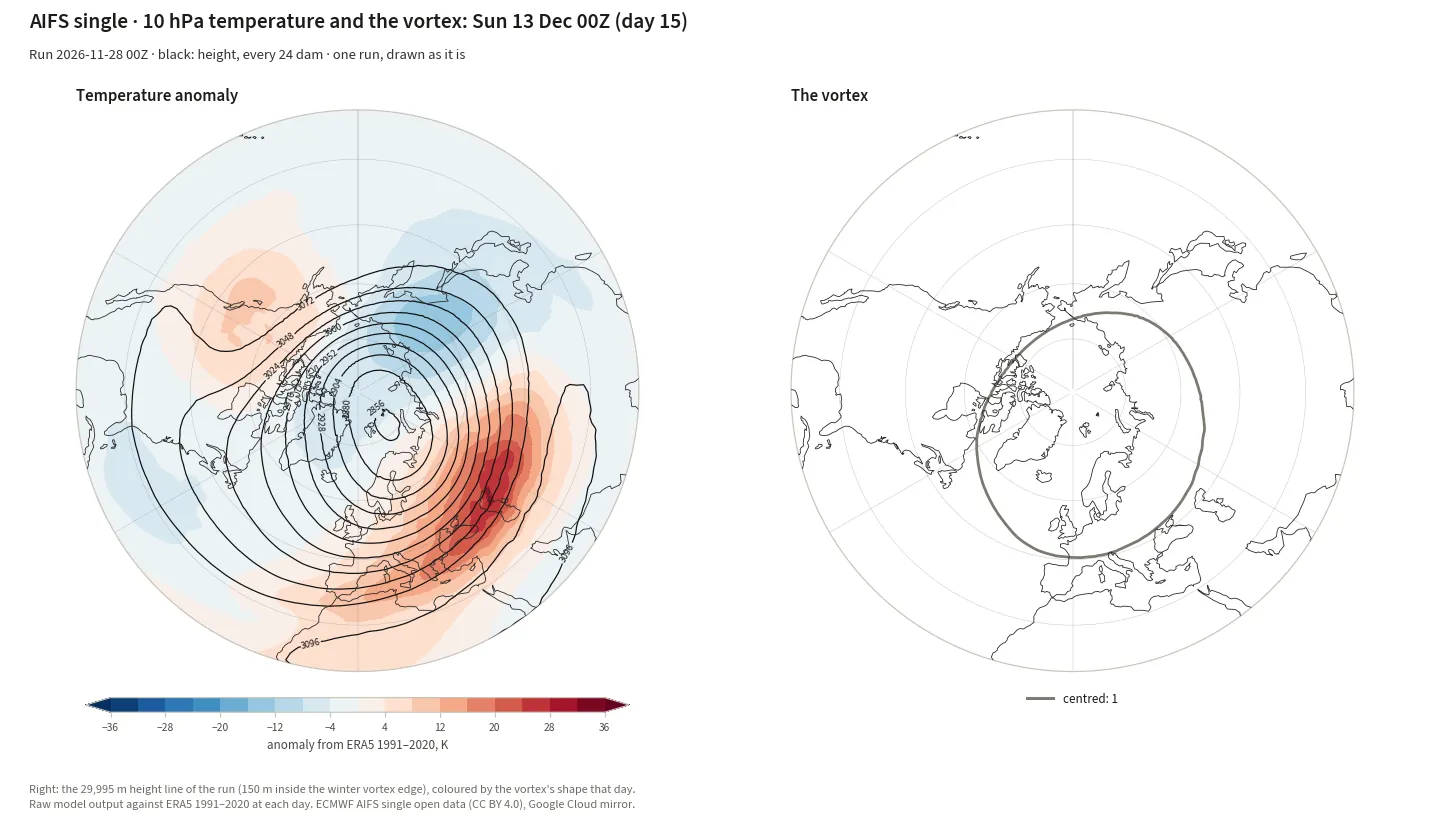 AIFS single · 10 hPa temperature and the vortex: Sun 13 Dec 00Z (day 15)
Run 2026-11-28 00Z · black: height, every 24 dam · one run, drawn as it is
Temperature anomaly
The vortex
3072
3048
3000
3024
2952
2904
2880
2928
2856
3096
3096
centred: 1
−36
−28
−20
−12
−4
4
12
20
28
36
anomaly from ERA5 1991–2020, K
Right: the 29,995 m height line of the run (150 m inside the winter vortex edge), coloured by the vortex's shape that day.
Raw model output against ERA5 1991–2020 at each day. ECMWF AIFS single open data (CC BY 4.0), Google Cloud mirror.